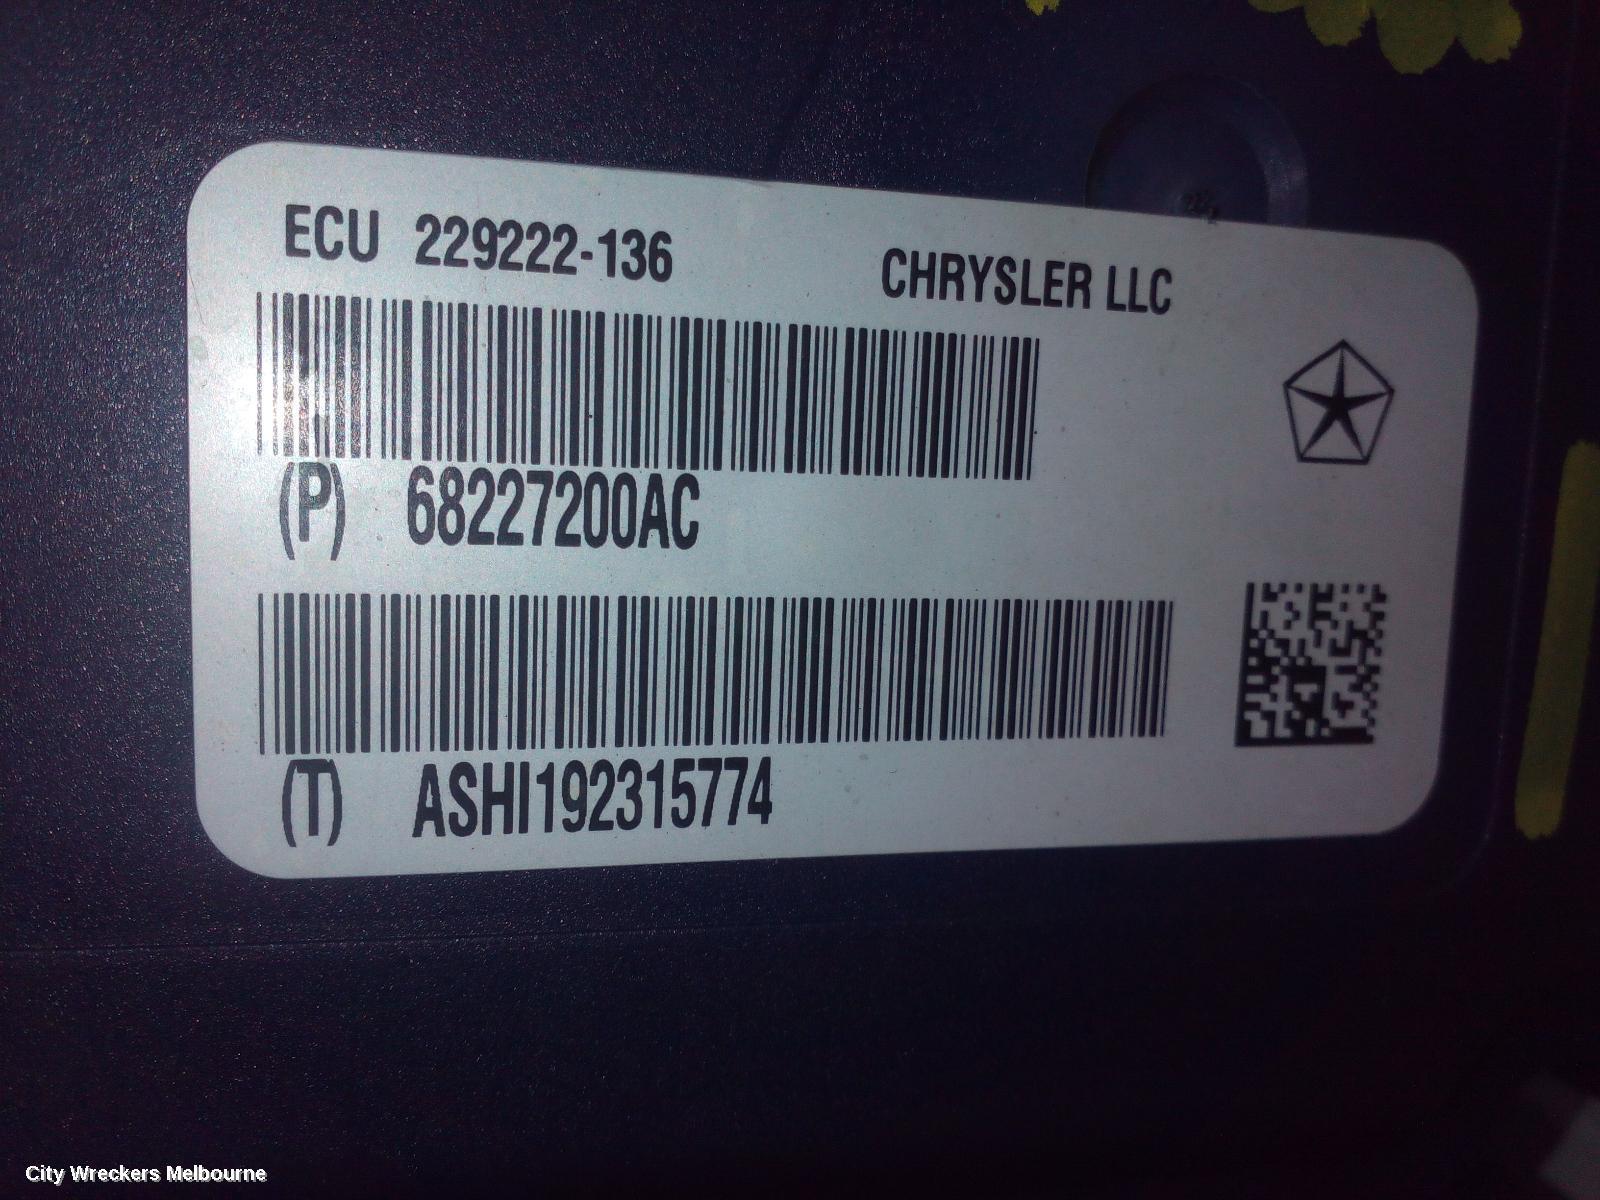 ECU 229222-136 CHRYSLER LLC
(P) 68227200AC
(T) ASHI192315774
City Wreckers Melbourne